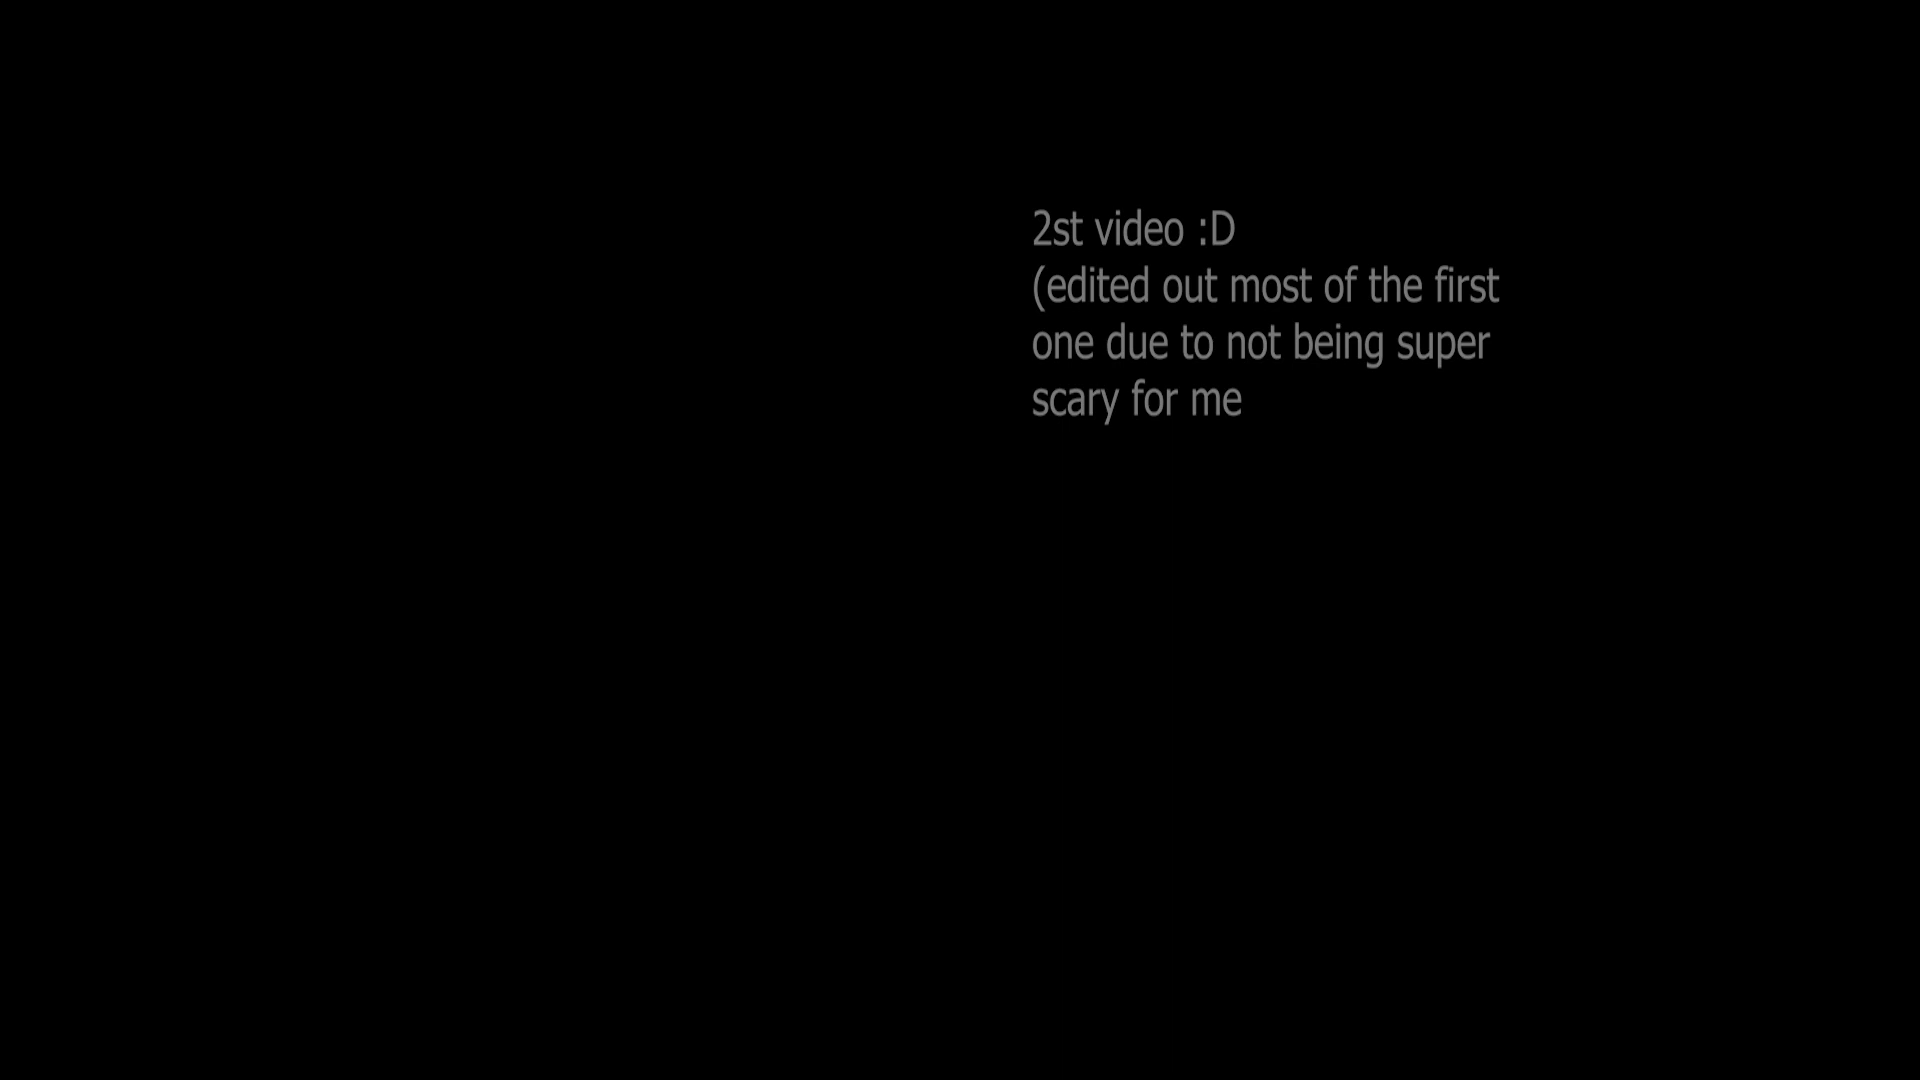 2st video :D
(edited out most of the first
one due to not being super
scary for me